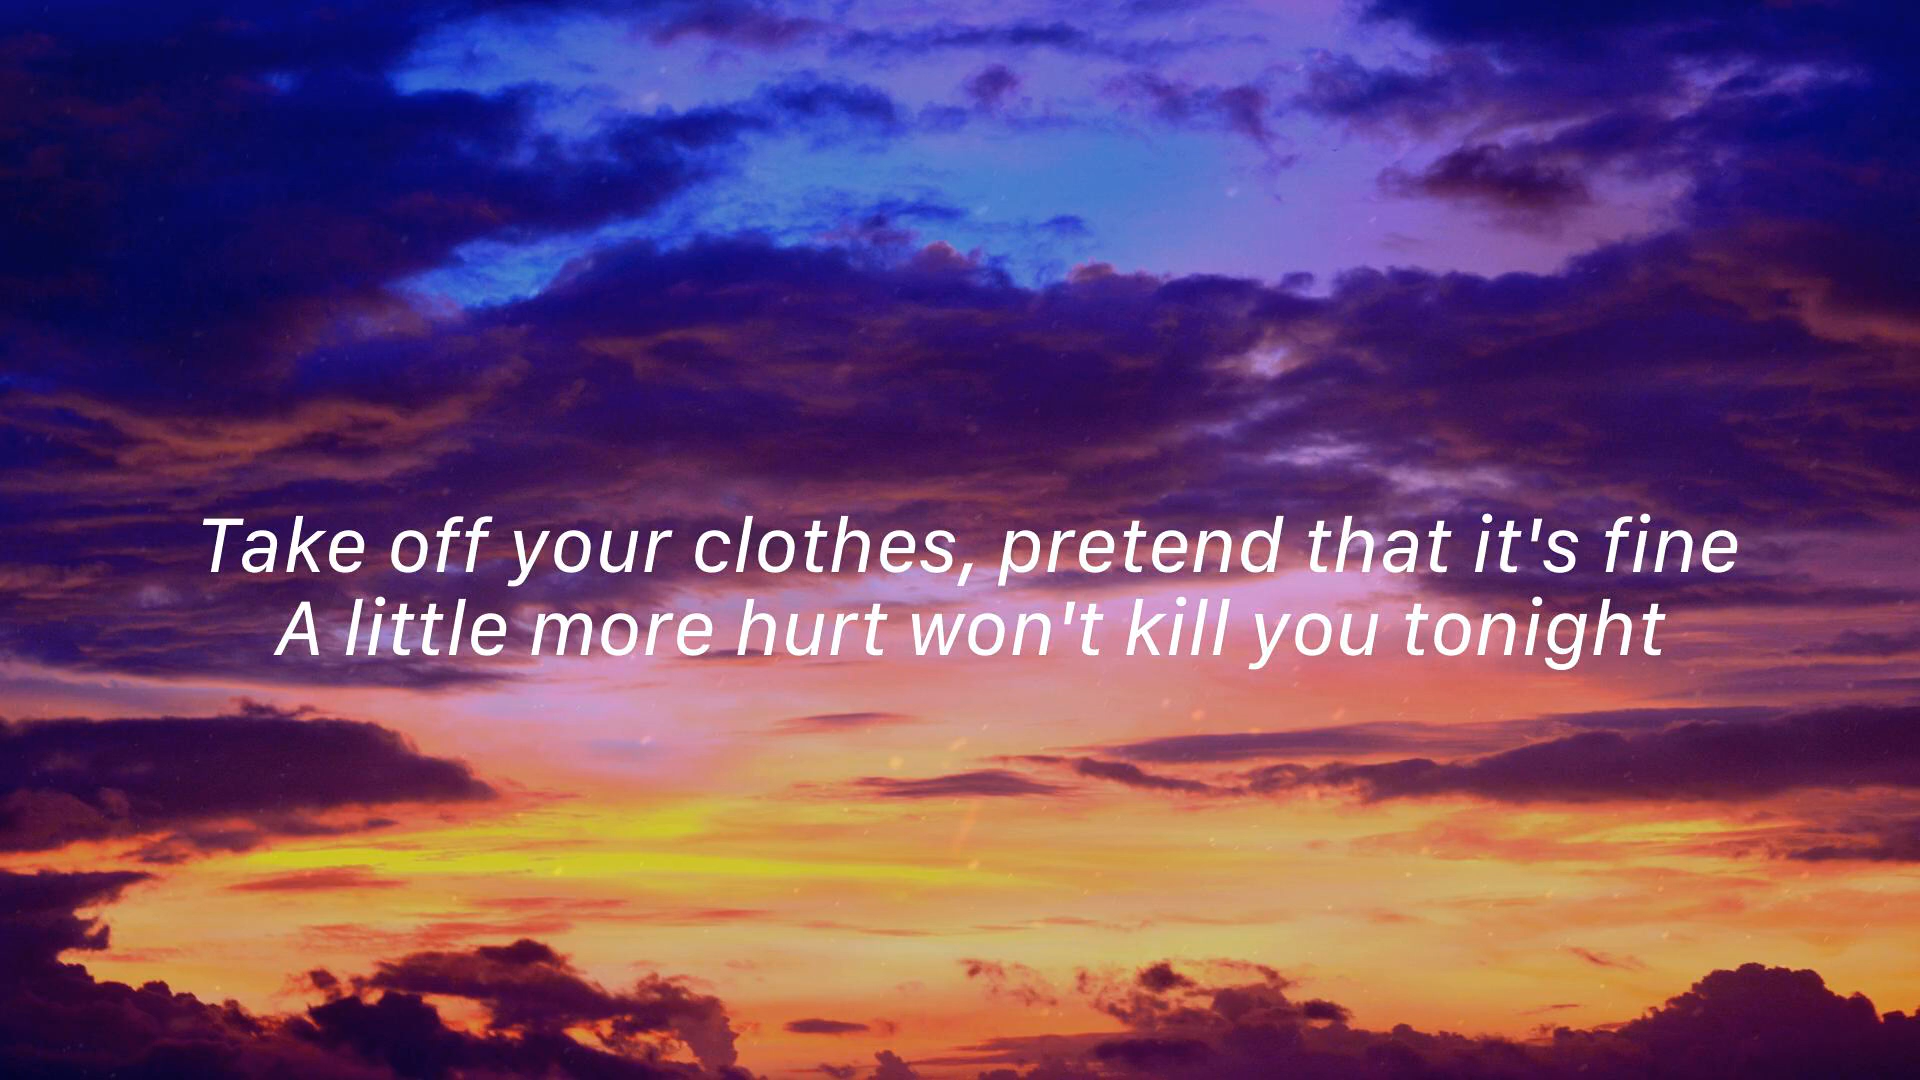 Take off your clothes, pretend that it's fine
A little more hurt won't kill you tonight